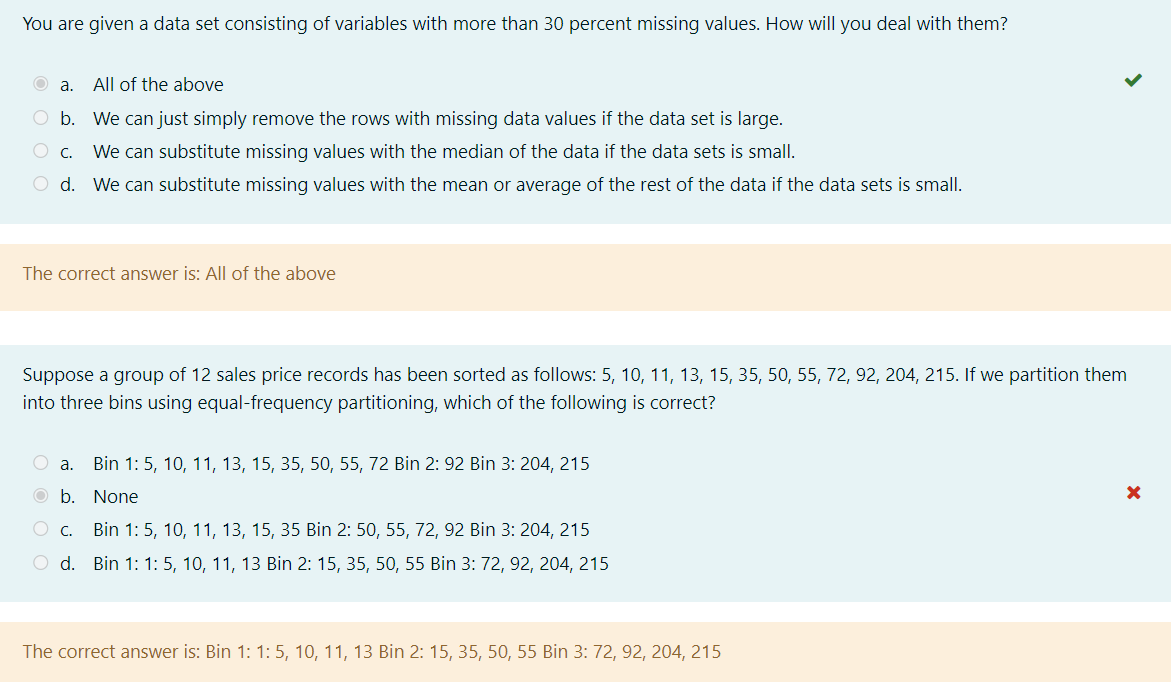 You are given a data set consisting of variables with more than 30 percent missing values. How will you deal with them?
a. All of the above
b. We can just simply remove the rows with missing data values if the data set is large.
c. We can substitute missing values with the median of the data if the data sets is small.
d. We can substitute missing values with the mean or average of the rest of the data if the data sets is small.
The correct answer is: All of the above
Suppose a group of 12 sales price records has been sorted as follows: 5, 10, 11, 13, 15, 35, 50, 55, 72, 92, 204, 215. If we partition them
into three bins using equal-frequency partitioning, which of the following is correct?
a. Bin 1: 5, 10, 11, 13, 15, 35, 50, 55, 72 Bin 2: 92 Bin 3: 204, 215
b. None
c. Bin 1: 5, 10, 11, 13, 15, 35 Bin 2: 50, 55, 72, 92 Bin 3: 204, 215
d. Bin 1: 1: 5, 10, 11, 13 Bin 2: 15, 35, 50, 55 Bin 3: 72, 92, 204, 215
The correct answer is: Bin 1: 1: 5, 10, 11, 13 Bin 2: 15, 35, 50, 55 Bin 3: 72, 92, 204, 215